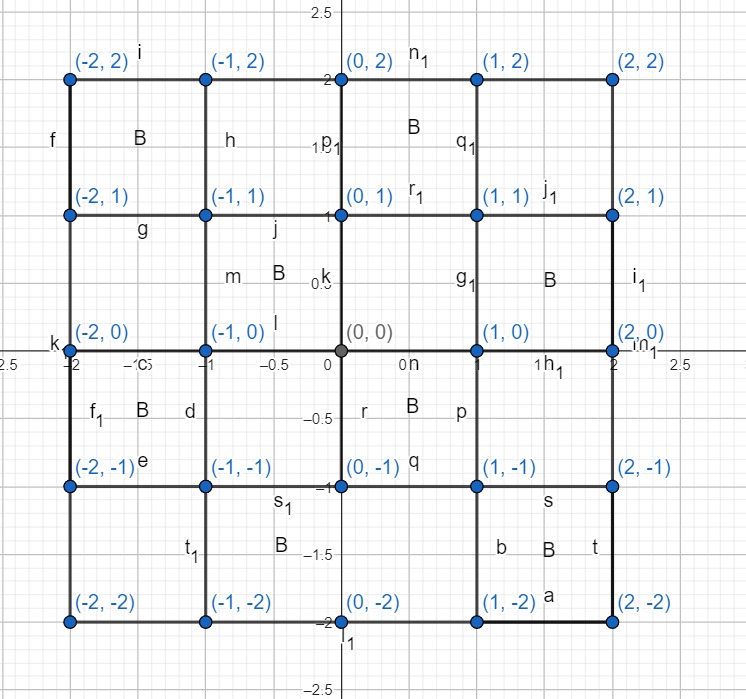 2.5
i n₁
(-2, 2) (-1, 2) (0, 2) (1, 2) (2, 2)
2
f B h p₁ B q₁
(-2, 1) (-1, 1) (0, 1) r₁ (1, 1) j₁ (2, 1)
1
g j
m B k g₁ B i₁
0.5
l
(-2, 0) (-1, 0) (0, 0) (1, 0) (2, 0)
k
2.5 −2 c −1 −0.5 0 n 1 h₁ 2 2.5
f₁ B d r B p
−0.5
(-2, -1) e (-1, -1) (0, -1) q (1, -1) (2, -1)
−1
s₁ s
t₁ B b B t
−1.5
a
(-2, -2) (-1, -2) (0, -2) (1, -2) (2, -2)
−2
−2.5